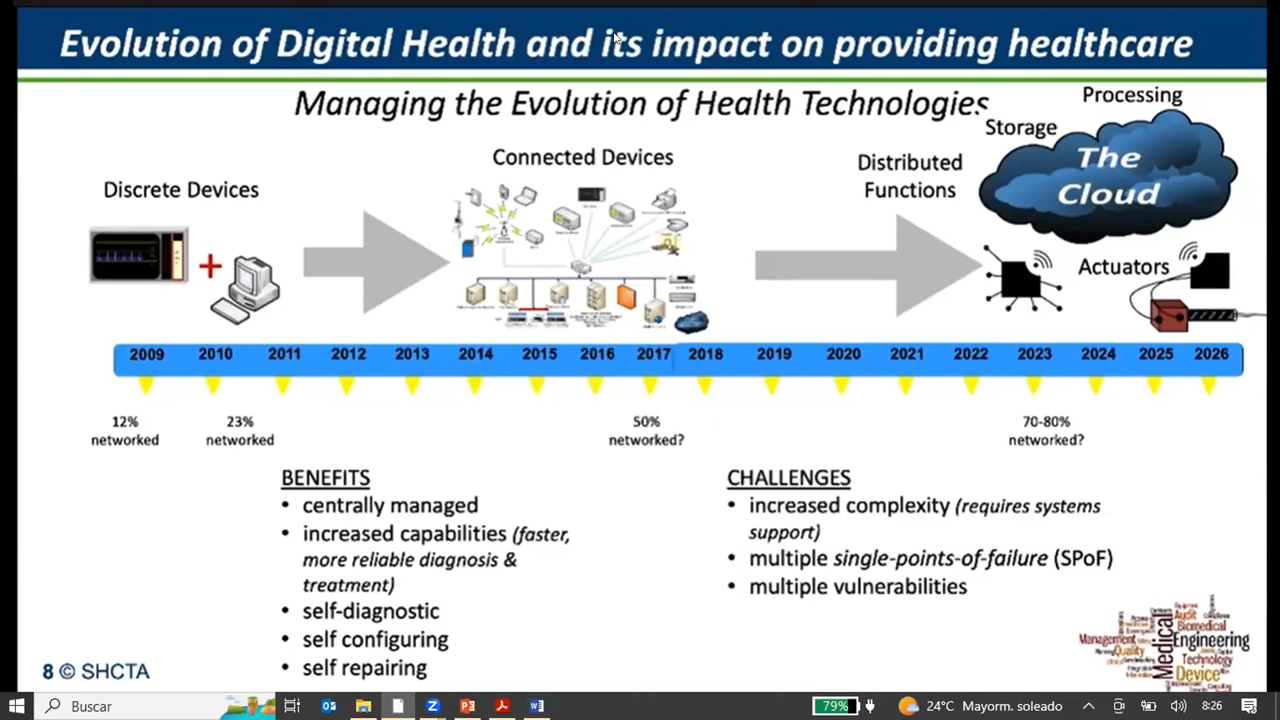 Evolution of Digital Health and its impact on providing healthcare
Managing the Evolution of Health Technologies
Processing
Storage
The
Cloud
Connected Devices
Distributed
Functions
Discrete Devices
Actuators
2009 2010 2011 2012 2013 2014 2015 2016 2017 2018 2019 2020 2021 2022 2023 2024 2025 2026
12%
networked
23%
networked
50%
networked?
70-80%
networked?
BENEFITS
• centrally managed
• increased capabilities (faster,
more reliable diagnosis &
treatment)
• self-diagnostic
• self configuring
• self repairing
CHALLENGES
• increased complexity (requires systems
support)
• multiple single-points-of-failure (SPoF)
• multiple vulnerabilities
Audit
Biomedical
Management
Medical
Engineering
Quality
Technology
Device
8 © SHCTA
Buscar
79%
24°C Mayorm. soleado
8:26